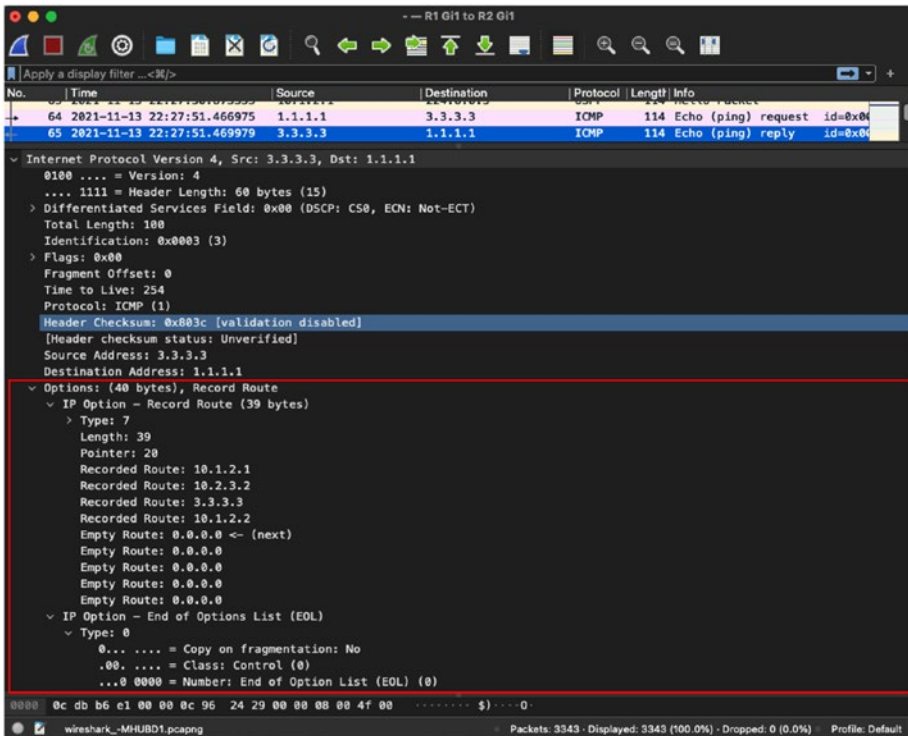 - — R1 Gi1 to R2 Gi1
Apply a display filter ...<⌘/>
No. Time Source Destination Protocol Length Info
64 2021-11-13 22:27:51.466975 1.1.1.1 3.3.3.3 ICMP 114 Echo (ping) request id=0x00
65 2021-11-13 22:27:51.469979 3.3.3.3 1.1.1.1 ICMP 114 Echo (ping) reply id=0x00
Internet Protocol Version 4, Src: 3.3.3.3, Dst: 1.1.1.1
0100 .... = Version: 4
.... 1111 = Header Length: 60 bytes (15)
Differentiated Services Field: 0x00 (DSCP: CS0, ECN: Not-ECT)
Total Length: 100
Identification: 0x0003 (3)
Flags: 0x00
Fragment Offset: 0
Time to Live: 254
Protocol: ICMP (1)
Header Checksum: 0x803c [validation disabled]
[Header checksum status: Unverified]
Source Address: 3.3.3.3
Destination Address: 1.1.1.1
Options: (40 bytes), Record Route
IP Option – Record Route (39 bytes)
Type: 7
Length: 39
Pointer: 20
Recorded Route: 10.1.2.1
Recorded Route: 10.2.3.2
Recorded Route: 3.3.3.3
Recorded Route: 10.1.2.2
Empty Route: 0.0.0.0 <- (next)
Empty Route: 0.0.0.0
Empty Route: 0.0.0.0
Empty Route: 0.0.0.0
Empty Route: 0.0.0.0
IP Option – End of Options List (EOL)
Type: 0
0... .... = Copy on fragmentation: No
.00. .... = Class: Control (0)
...0 0000 = Number: End of Option List (EOL) (0)
0000 0c db b6 e1 00 00 0c 96 24 29 00 00 08 00 4f 00 ········ $)····O·
wireshark_-MHUBD1.pcapng Packets: 3343 · Displayed: 3343 (100.0%) · Dropped: 0 (0.0%) Profile: Default